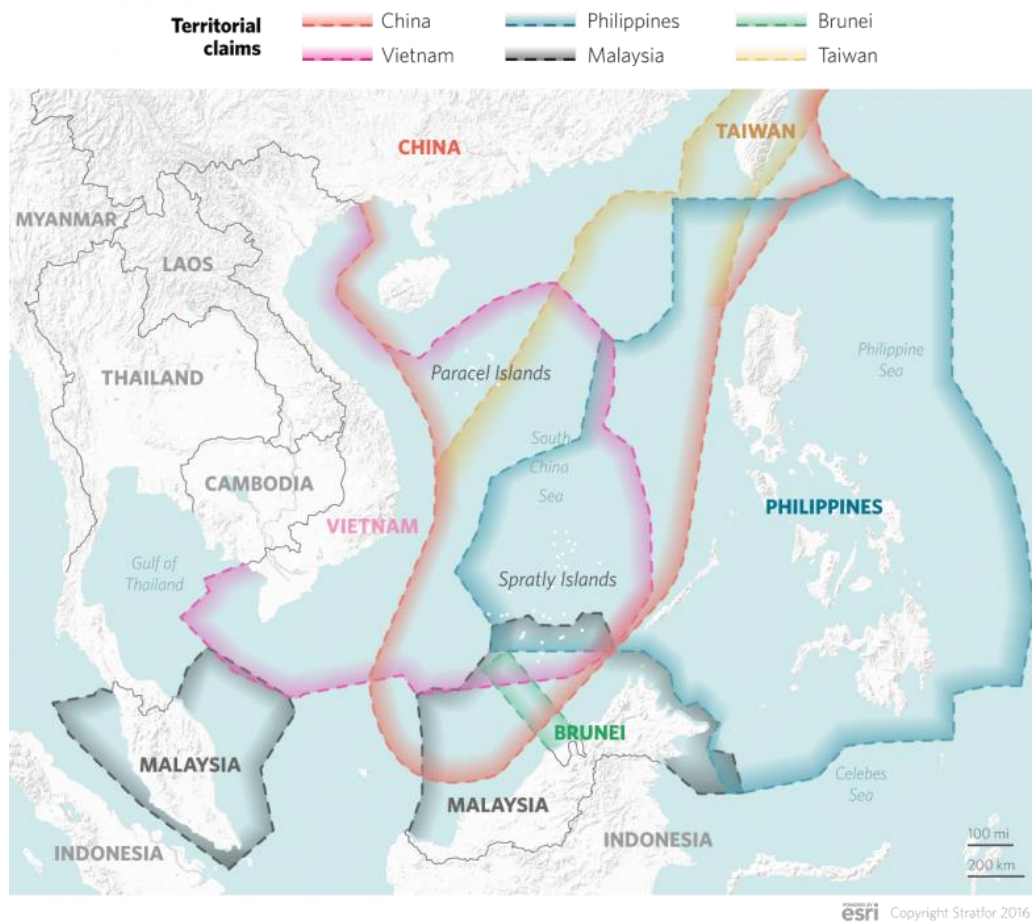 Territorial
claims
China
Philippines
Brunei
Vietnam
Malaysia
Taiwan
TAIWAN
CHINA
MYANMAR
LAOS
Philippine
Sea
Paracel Islands
THAILAND
South
China
Sea
CAMBODIA
PHILIPPINES
VIETNAM
Gulf of
Thailand
Spratly Islands
BRUNEI
MALAYSIA
Celebes
Sea
MALAYSIA
INDONESIA
INDONESIA
100 mi
200 km
POWERED BY
esri
Copyright Stratfor 2016